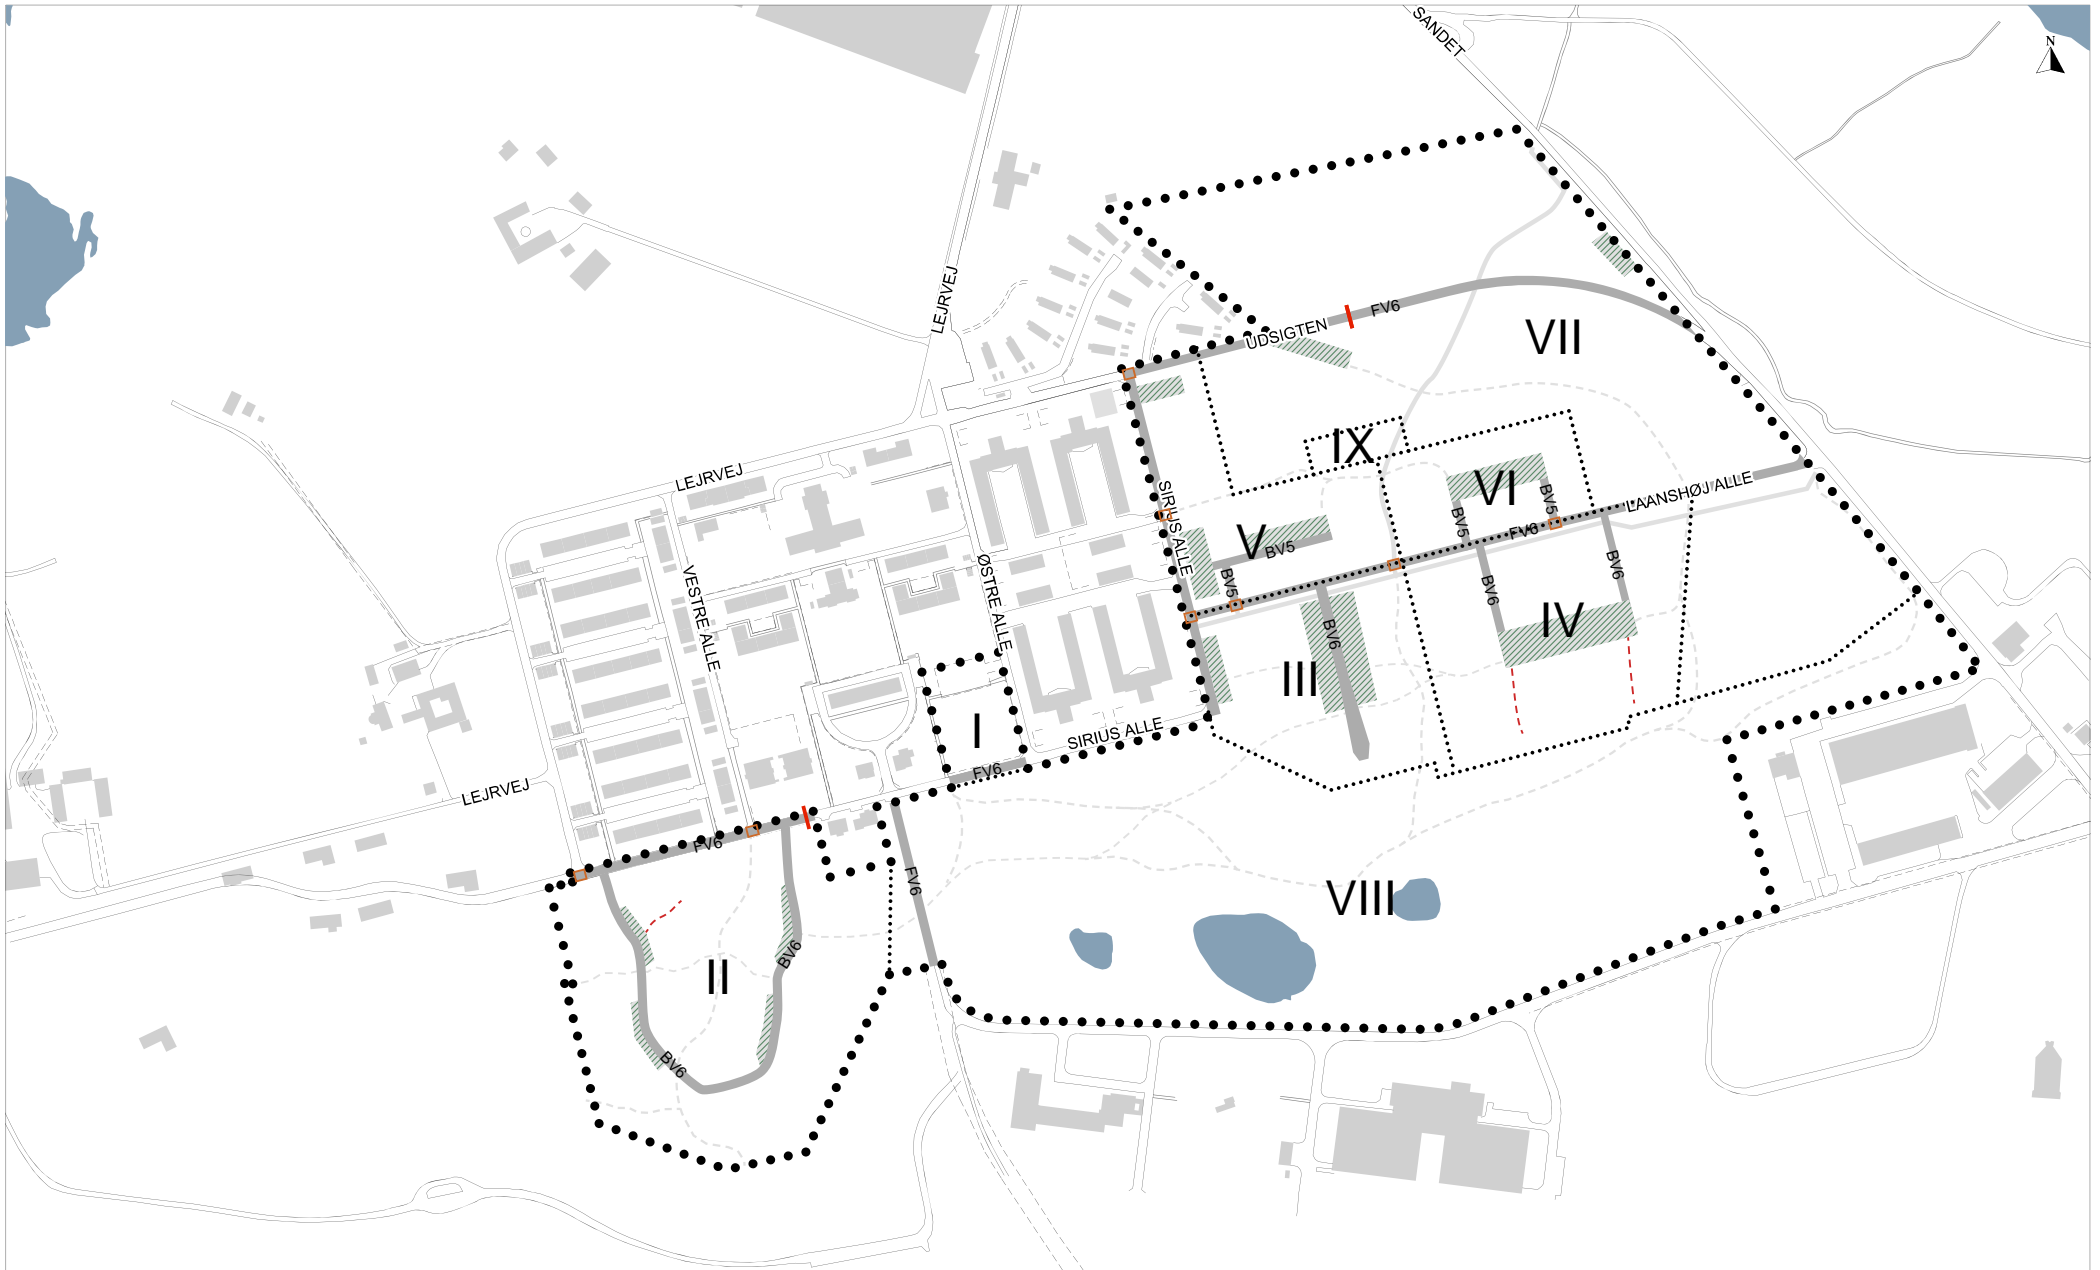 SANDET
N
LEJRVEJ
UDSIGTEN
FV6
VII
IX
LEJRVEJ
VI
BV5
BV5
LAANSHØJ ALLE
SIRIUS ALLE
V
BV5
FV6
BV5
BV6
BV6
VESTRE ALLE
ØSTRE ALLE
BV6
IV
III
I
SIRIUS ALLE
FV6
LEJRVEJ
FV6
FV6
VIII
BV6
II
BV6